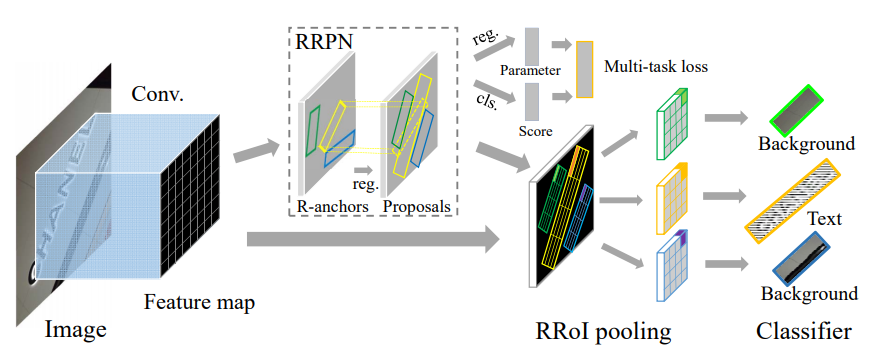 RRPN
reg.
cls.
Parameter
Score
Multi-task loss
Conv.
CHANEL
R-anchors
reg.
Proposals
Background
Text
Background
Feature map
Image
RRoI pooling
Classifier